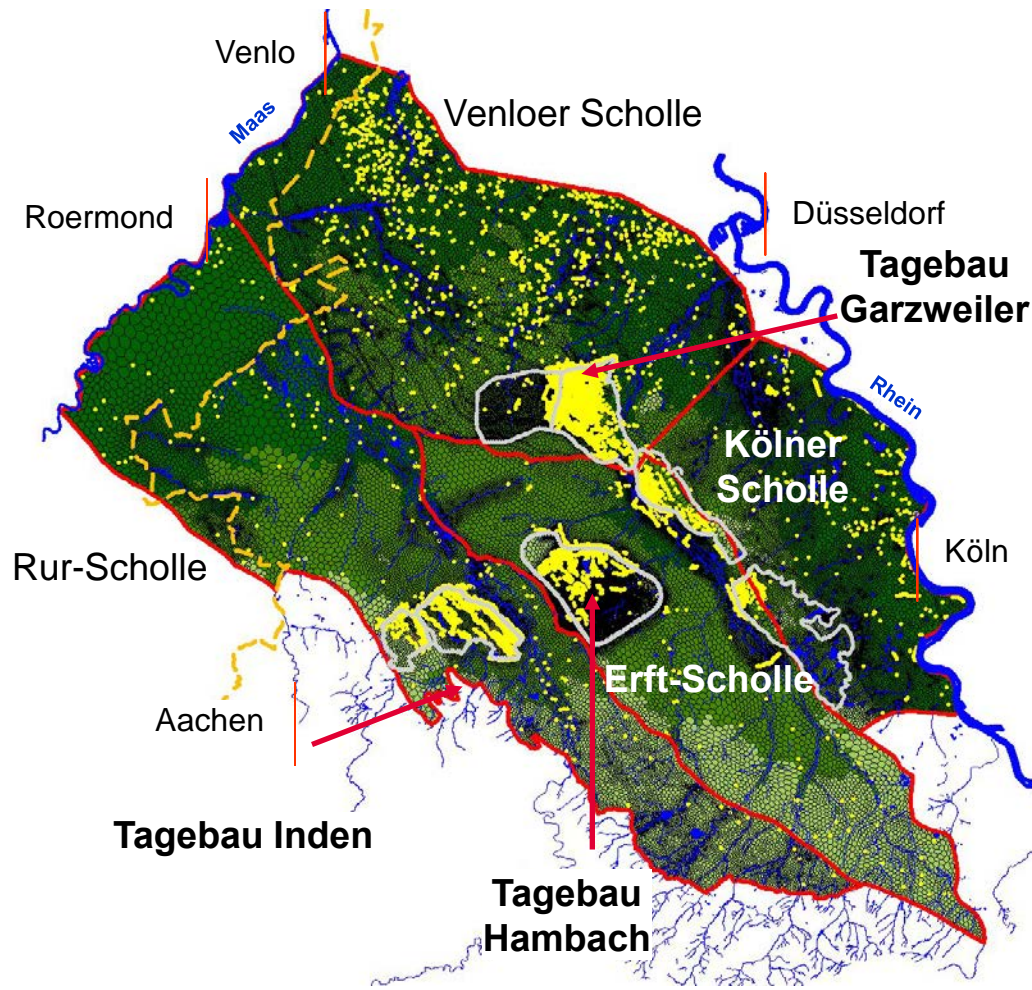 Venlo
Maas
Venloer Scholle
Roermond
Düsseldorf
Tagebau
Garzweiler
Rhein
Kölner
Scholle
Köln
Rur-Scholle
Erft-Scholle
Aachen
Tagebau Inden
Tagebau
Hambach